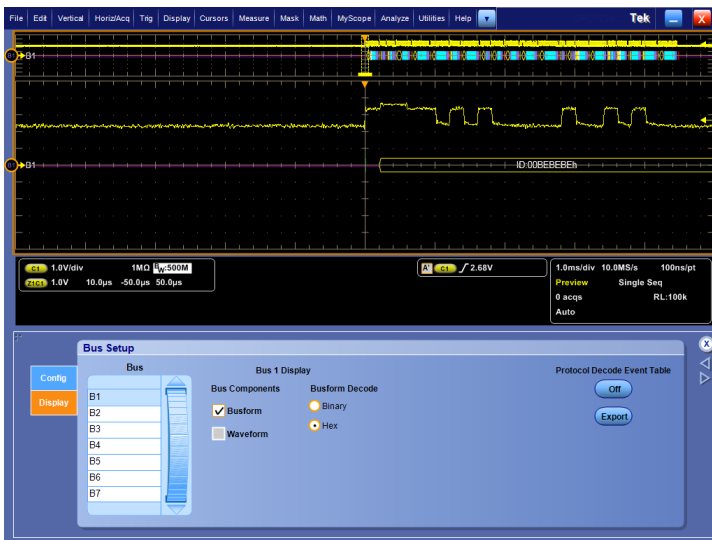 File Edit Vertical Horiz/Acq Trig Display Cursors Measure Mask Math MyScope Analyze Utilities Help Tek X
B1 B1
B1 B1 ID:00BEBEBEh
C1 1.0V/div 1MΩ BW:500M
Z1C1 1.0V 10.0µs -50.0µs 50.0µs
A' C1 2.68V
1.0ms/div 10.0MS/s 100ns/pt
Preview Single Seq
0 acqs RL:100k
Auto
Bus Setup
X
Config
Display
Bus
B1
B2
B3
B4
B5
B6
B7
Bus 1 Display
Bus Components
Busform
Waveform
Busform Decode
Binary
Hex
Protocol Decode Event Table
Off
Export